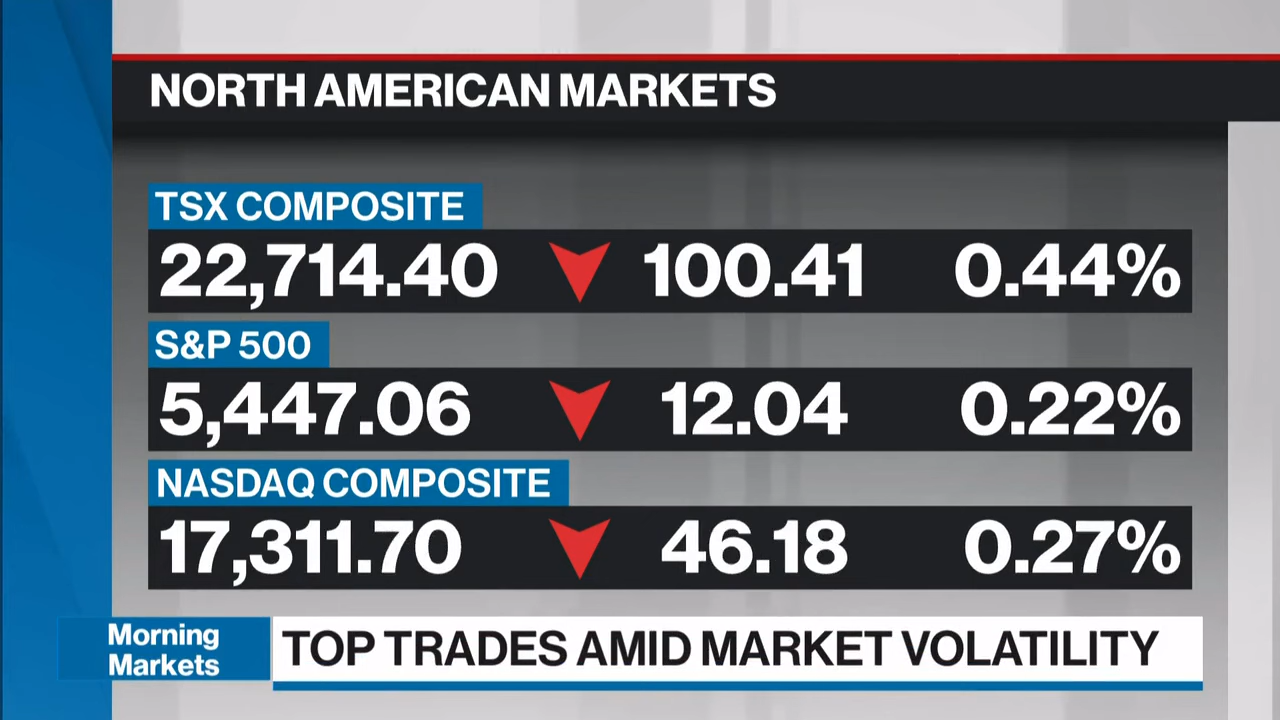 NORTH AMERICAN MARKETS
TSX COMPOSITE
22,714.40 100.41 0.44%
S&P 500
5,447.06 12.04 0.22%
NASDAQ COMPOSITE
17,311.70 46.18 0.27%
Morning
Markets
TOP TRADES AMID MARKET VOLATILITY